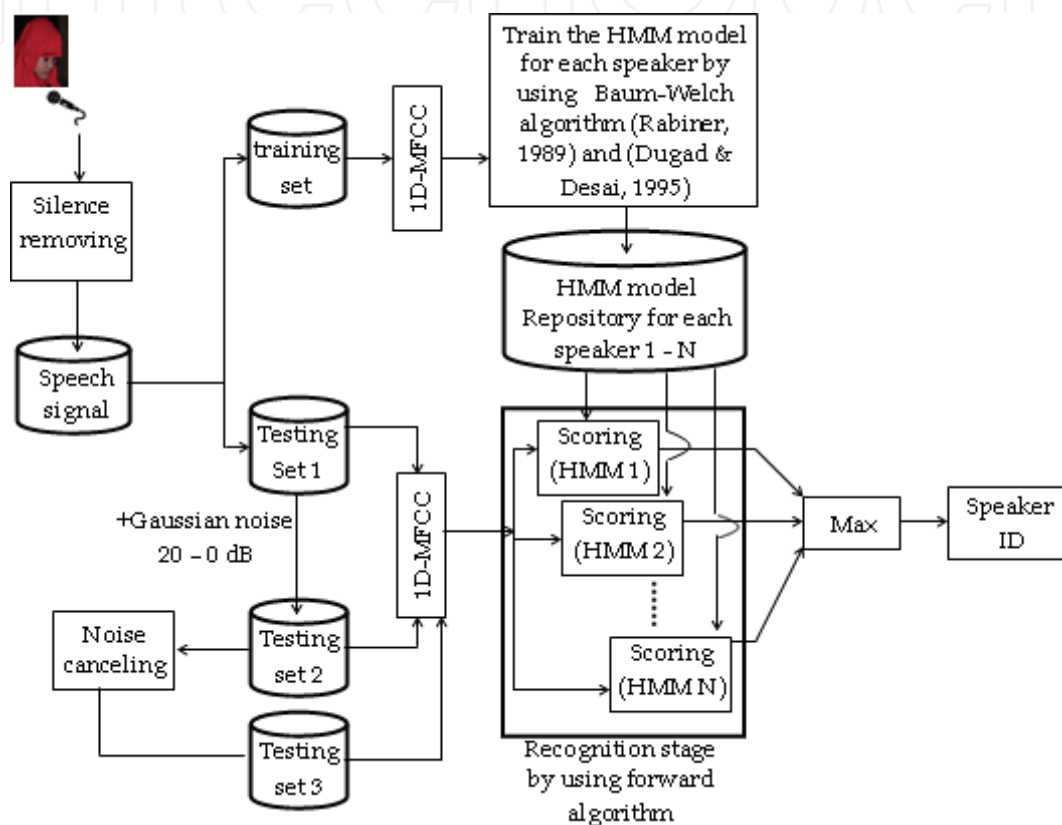 Train the HMM model
for each speaker by
using Baum-Welch
algorithm (Rabiner,
1989) and (Dugad &
Desai, 1995)
training
set
1D-MFCC
Silence
removing
HMM model
Repository for each
speaker 1 - N
Speech
signal
Testing
Set 1
+Gaussian noise
20 – 0 dB
1D-MFCC
Scoring
(HMM 1)
Scoring
(HMM 2)
Scoring
(HMM N)
Max
Speaker
ID
Noise
canceling
Testing
set 2
Testing
set 3
Recognition stage
by using forward
algorithm